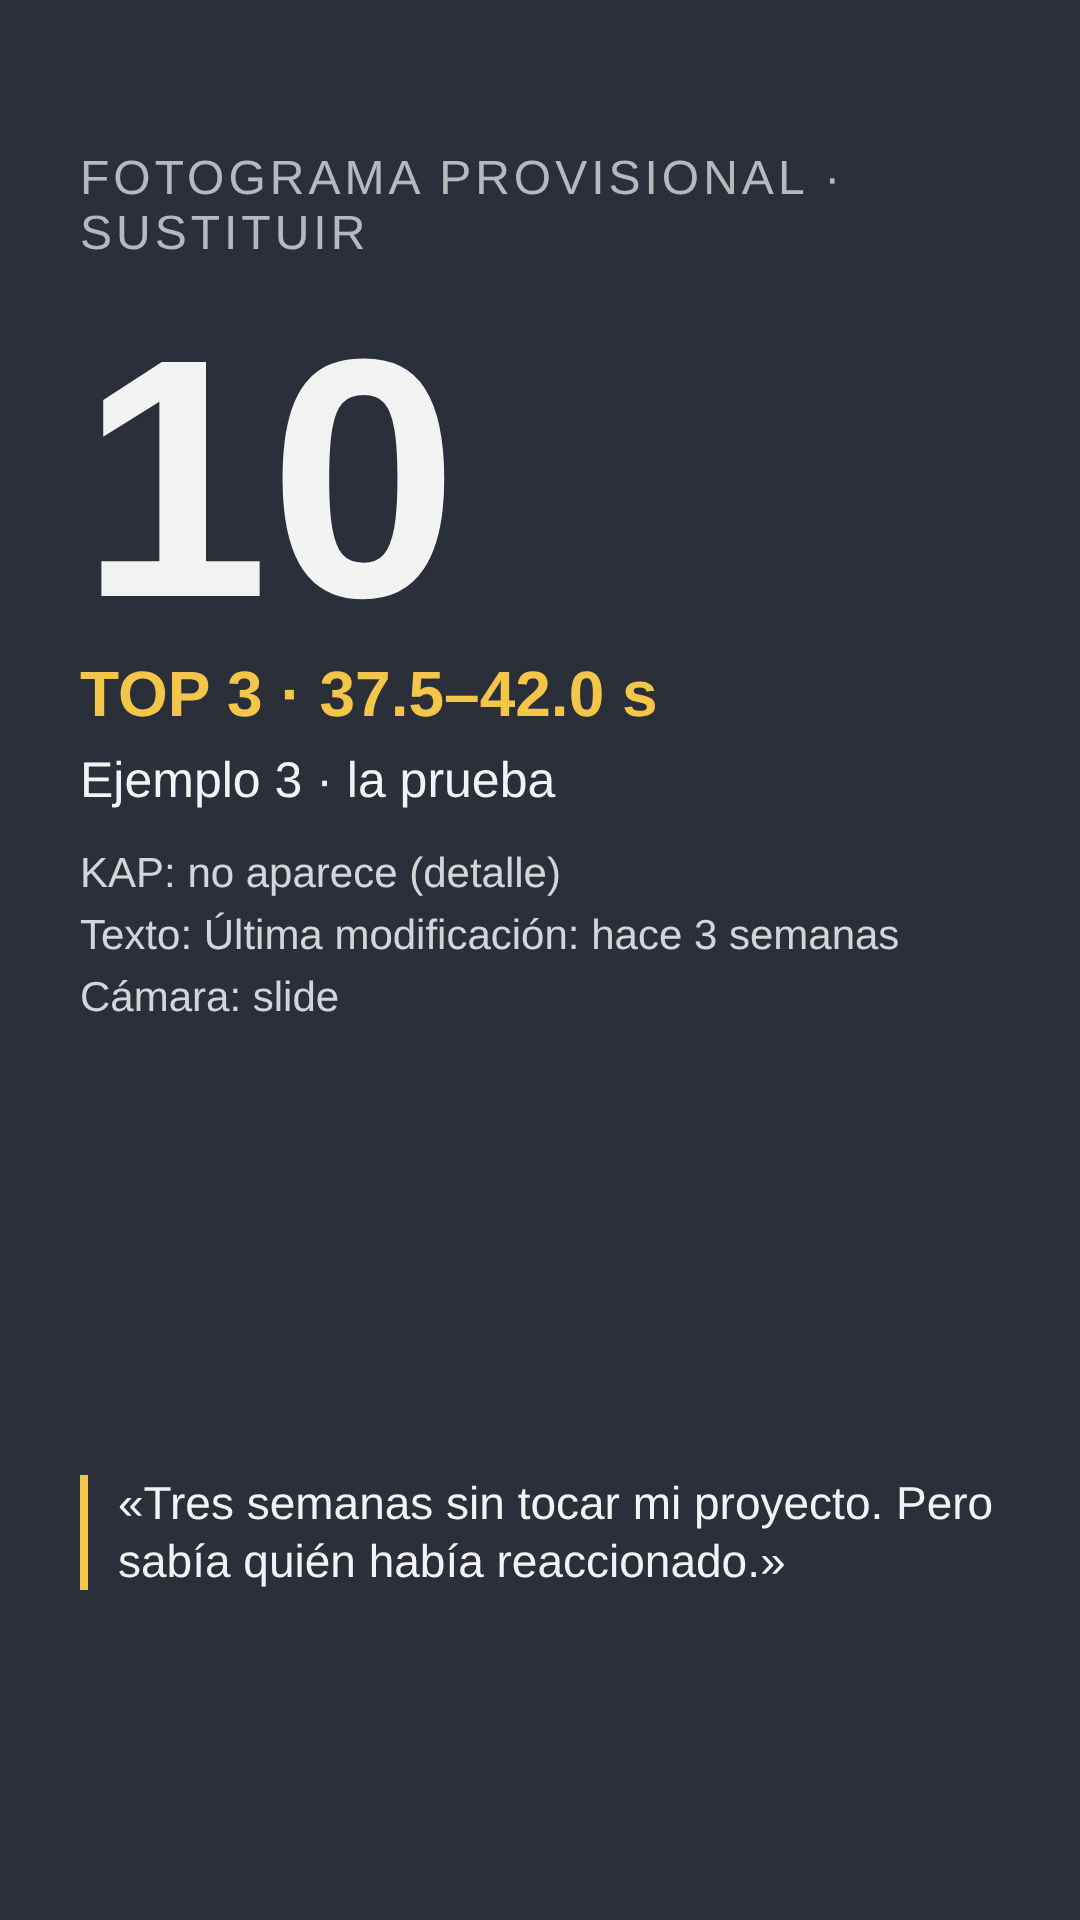 FOTOGRAMA PROVISIONAL ·
SUSTITUIR
10
TOP 3 · 37.5–42.0 s
Ejemplo 3 · la prueba
KAP: no aparece (detalle)
Texto: Última modificación: hace 3 semanas
Cámara: slide
«Tres semanas sin tocar mi proyecto. Pero
sabía quién había reaccionado.»